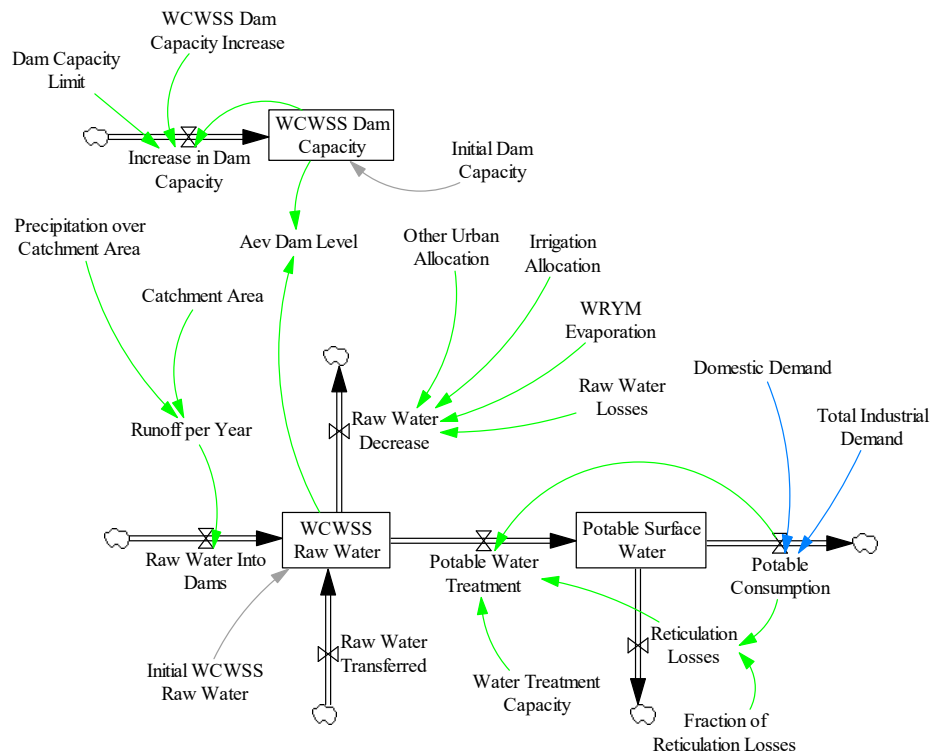 WCWSS Dam
Capacity Increase
Dam Capacity
Limit
WCWSS Dam
Capacity
Increase in Dam
Capacity
Initial Dam
Capacity
Precipitation over
Catchment Area
Aev Dam Level
Other Urban
Allocation
Irrigation
Allocation
Catchment Area
WRYM
Evaporation
Domestic Demand
Raw Water
Losses
Total Industrial
Demand
Runoff per Year
Raw Water
Decrease
WCWSS
Raw Water
Potable Surface
Water
Raw Water Into
Dams
Potable Water
Treatment
Potable
Consumption
Reticulation
Losses
Raw Water
Transferred
Initial WCWSS
Raw Water
Water Treatment
Capacity
Fraction of
Reticulation Losses